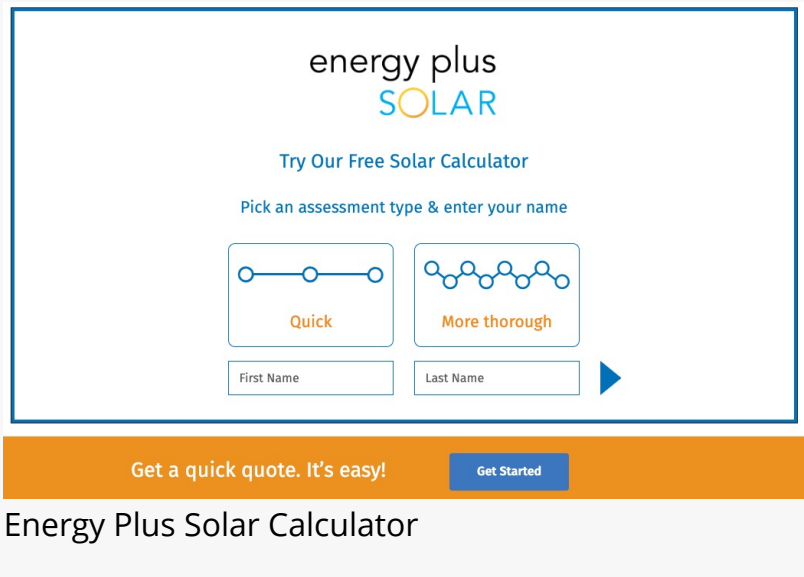 energy plus
SOLAR
Try Our Free Solar Calculator
Pick an assessment type & enter your name
Quick
More thorough
First Name
Last Name
Get a quick quote. It's easy!
Get Started
Energy Plus Solar Calculator